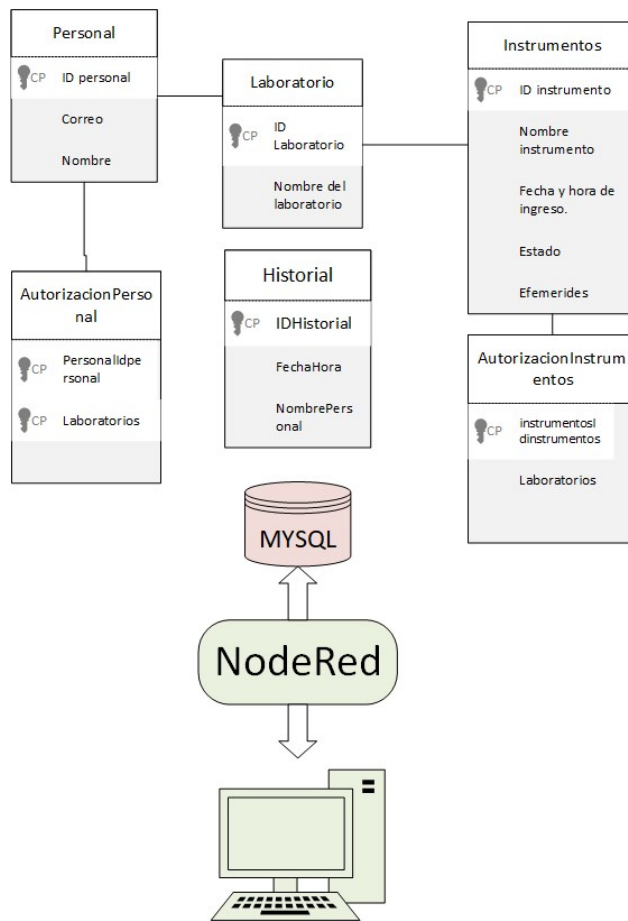 Personal
CP ID personal
Correo
Nombre
Laboratorio
CP ID
Laboratorio
Nombre del
laboratorio
Instrumentos
CP ID instrumento
Nombre
instrumento
Fecha y hora de
ingreso.
Estado
Efemerides
AutorizacionPerso
nal
CP PersonalIdpe
rsonal
CP Laboratorios
Historial
CP IDHistorial
FechaHora
NombrePers
onal
AutorizacionInstrum
entos
CP instrumentosI
dinstrumentos
Laboratorios
MYSQL
NodeRed